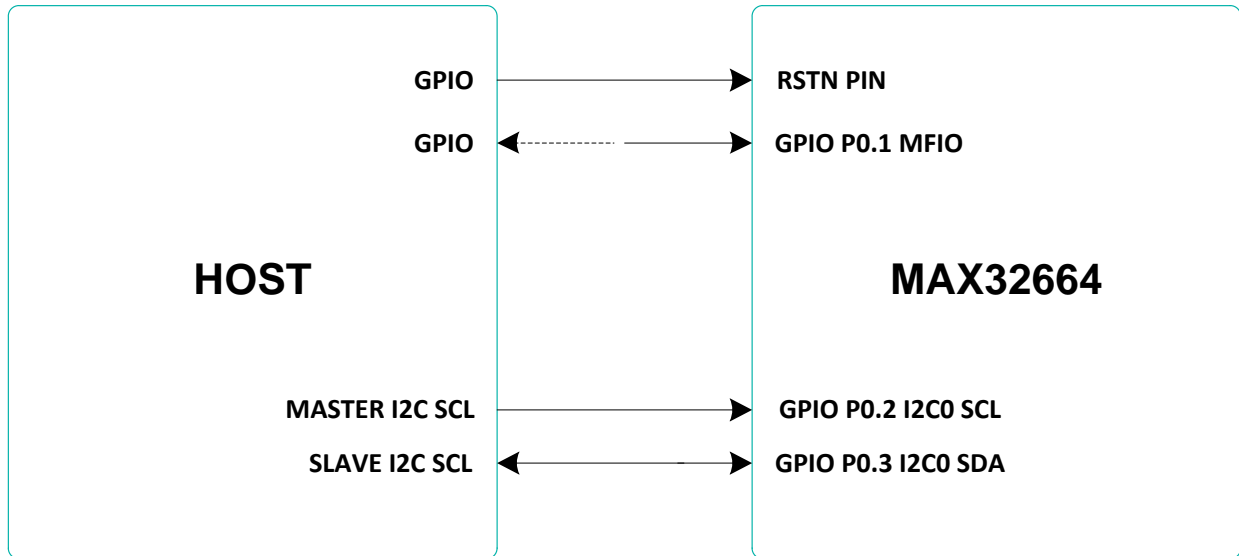 GPIO
RSTN PIN
GPIO
GPIO P0.1 MFIO
HOST
MAX32664
MASTER I2C SCL
GPIO P0.2 I2C0 SCL
SLAVE I2C SCL
GPIO P0.3 I2C0 SDA